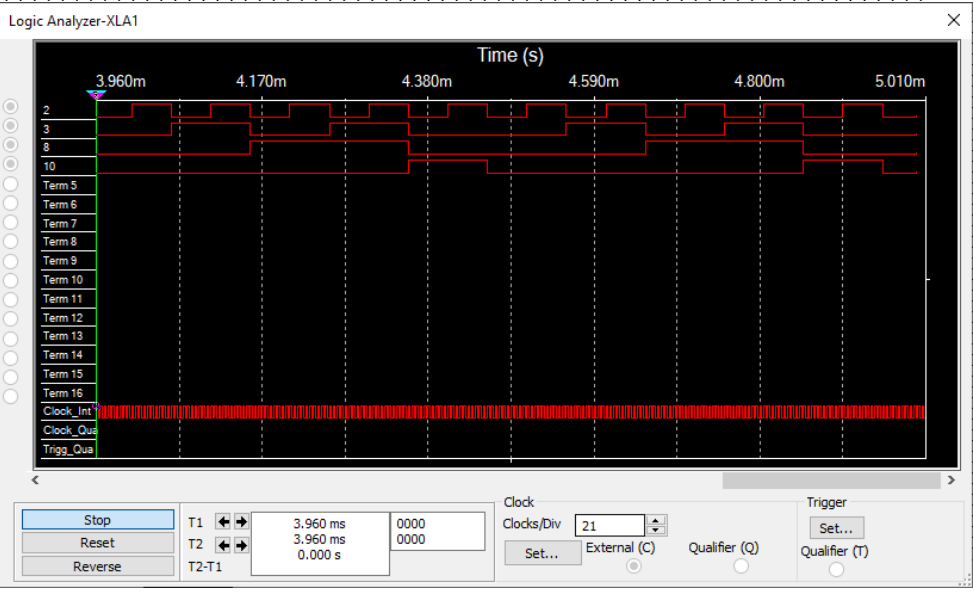 Logic Analyzer-XLA1
Time (s)
3.960m 4.170m 4.380m 4.590m 4.800m 5.010m
2
3
8
10
Term 5
Term 6
Term 7
Term 8
Term 9
Term 10
Term 11
Term 12
Term 13
Term 14
Term 15
Term 16
Clock_Int
Clock_Qua
Trigg_Qua
Stop
Reset
Reverse
T1 3.960 ms 0000
T2 3.960 ms 0000
T2-T1 0.000 s
Clock
Clocks/Div 21
Set... External (C) Qualifier (Q)
Trigger
Set...
Qualifier (T)